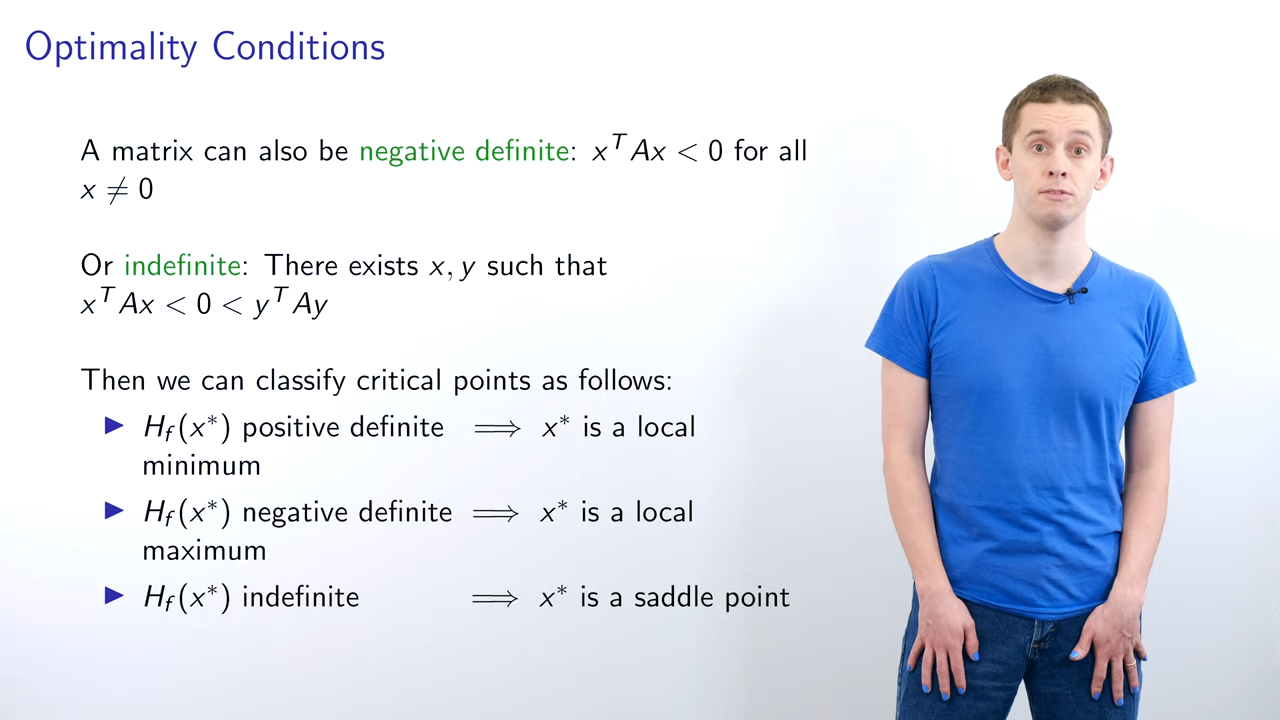 Optimality Conditions
A matrix can also be negative definite: x^T Ax < 0 for all
x ≠ 0
Or indefinite: There exists x, y such that
x^T Ax < 0 < y^T Ay
Then we can classify critical points as follows:
▶ H_f(x*) positive definite ⟹ x* is a local
minimum
▶ H_f(x*) negative definite ⟹ x* is a local
maximum
▶ H_f(x*) indefinite ⟹ x* is a saddle point